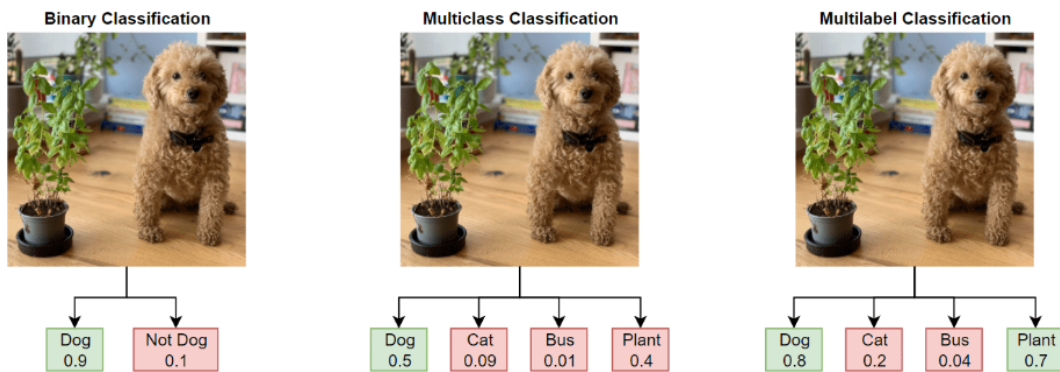 Binary Classification
Multiclass Classification
Multilabel Classification
Dog
0.9
Not Dog
0.1
Dog
0.5
Cat
0.09
Bus
0.01
Plant
0.4
Dog
0.8
Cat
0.2
Bus
0.04
Plant
0.7